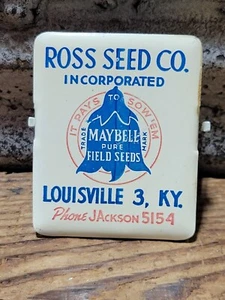 ROSS SEED CO.
INCORPORATED
IT PAYS TO SOW 'EM
TRADE MARK
MAYBELL
PURE
FIELD SEEDS
LOUISVILLE 3, KY.
Phone JAckson 5154